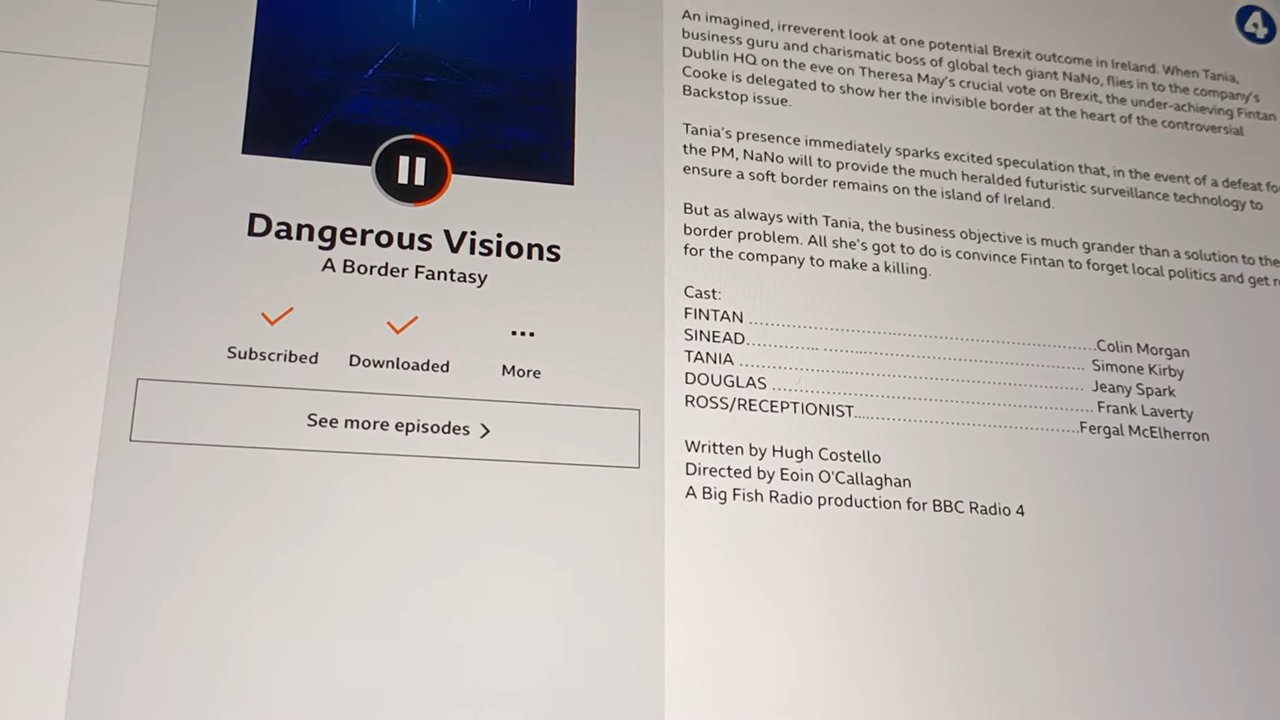 Dangerous Visions
A Border Fantasy
Subscribed
Downloaded
More
See more episodes
4
An imagined, irreverent look at one potential Brexit outcome in Ireland. When Tania,
business guru and charismatic boss of global tech giant NaNo, flies in to the company's
Dublin HQ on the eve on Theresa May's crucial vote on Brexit, the under-achieving Fintan
Cooke is delegated to show her the invisible border at the heart of the controversial
Backstop issue.
Tania's presence immediately sparks excited speculation that, in the event of a defeat
the PM, NaNo will to provide the much heralded futuristic surveillance technology to
ensure a soft border remains on the island of Ireland.
But as always with Tania, the business objective is much grander than a solution to the
border problem. All she's got to do is convince Fintan to forget local politics and get
for the company to make a killing.
Cast:
FINTAN ........................................Colin Morgan
SINEAD........................................ Simone Kirby
TANIA ........................................ Jeany Spark
DOUGLAS ........................................ Frank Laverty
ROSS/RECEPTIONIST........................................Fergal McElherron
Written by Hugh Costello
Directed by Eoin O'Callaghan
A Big Fish Radio production for BBC Radio 4